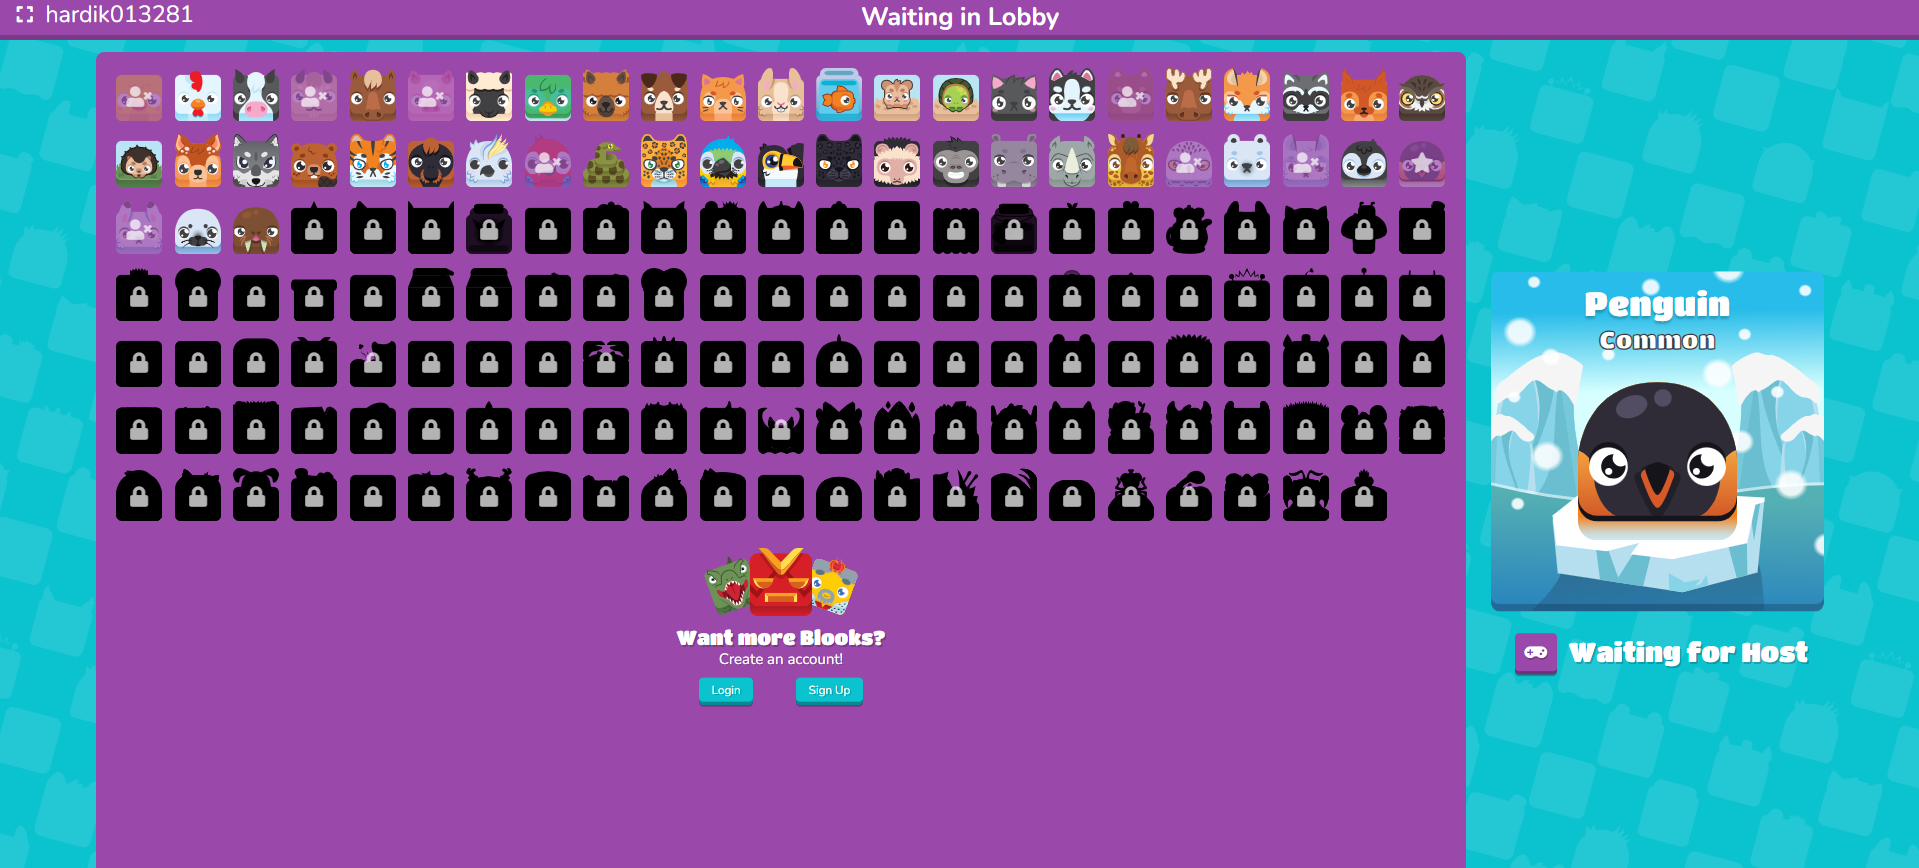 hardik013281
Waiting in Lobby
Penguin
Common
Waiting for Host
Want more Blooks?
Create an account!
Login
Sign Up